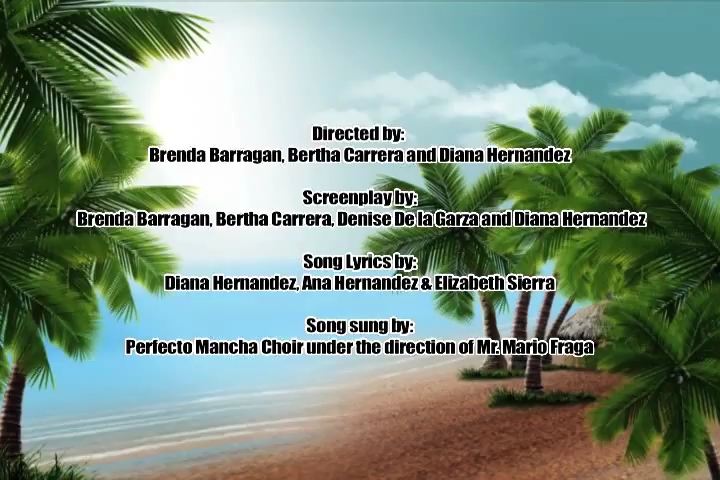 Directed by:
Brenda Barragan, Bertha Carrera and Diana Hernandez
Screenplay by:
Brenda Barragan, Bertha Carrera, Denise De la Garza and Diana Hernandez
Song Lyrics by:
Diana Hernandez, Ana Hernandez & Elizabeth Sierra
Song sung by:
Perfecto Mancha Choir under the direction of Mr. Mario Fraga